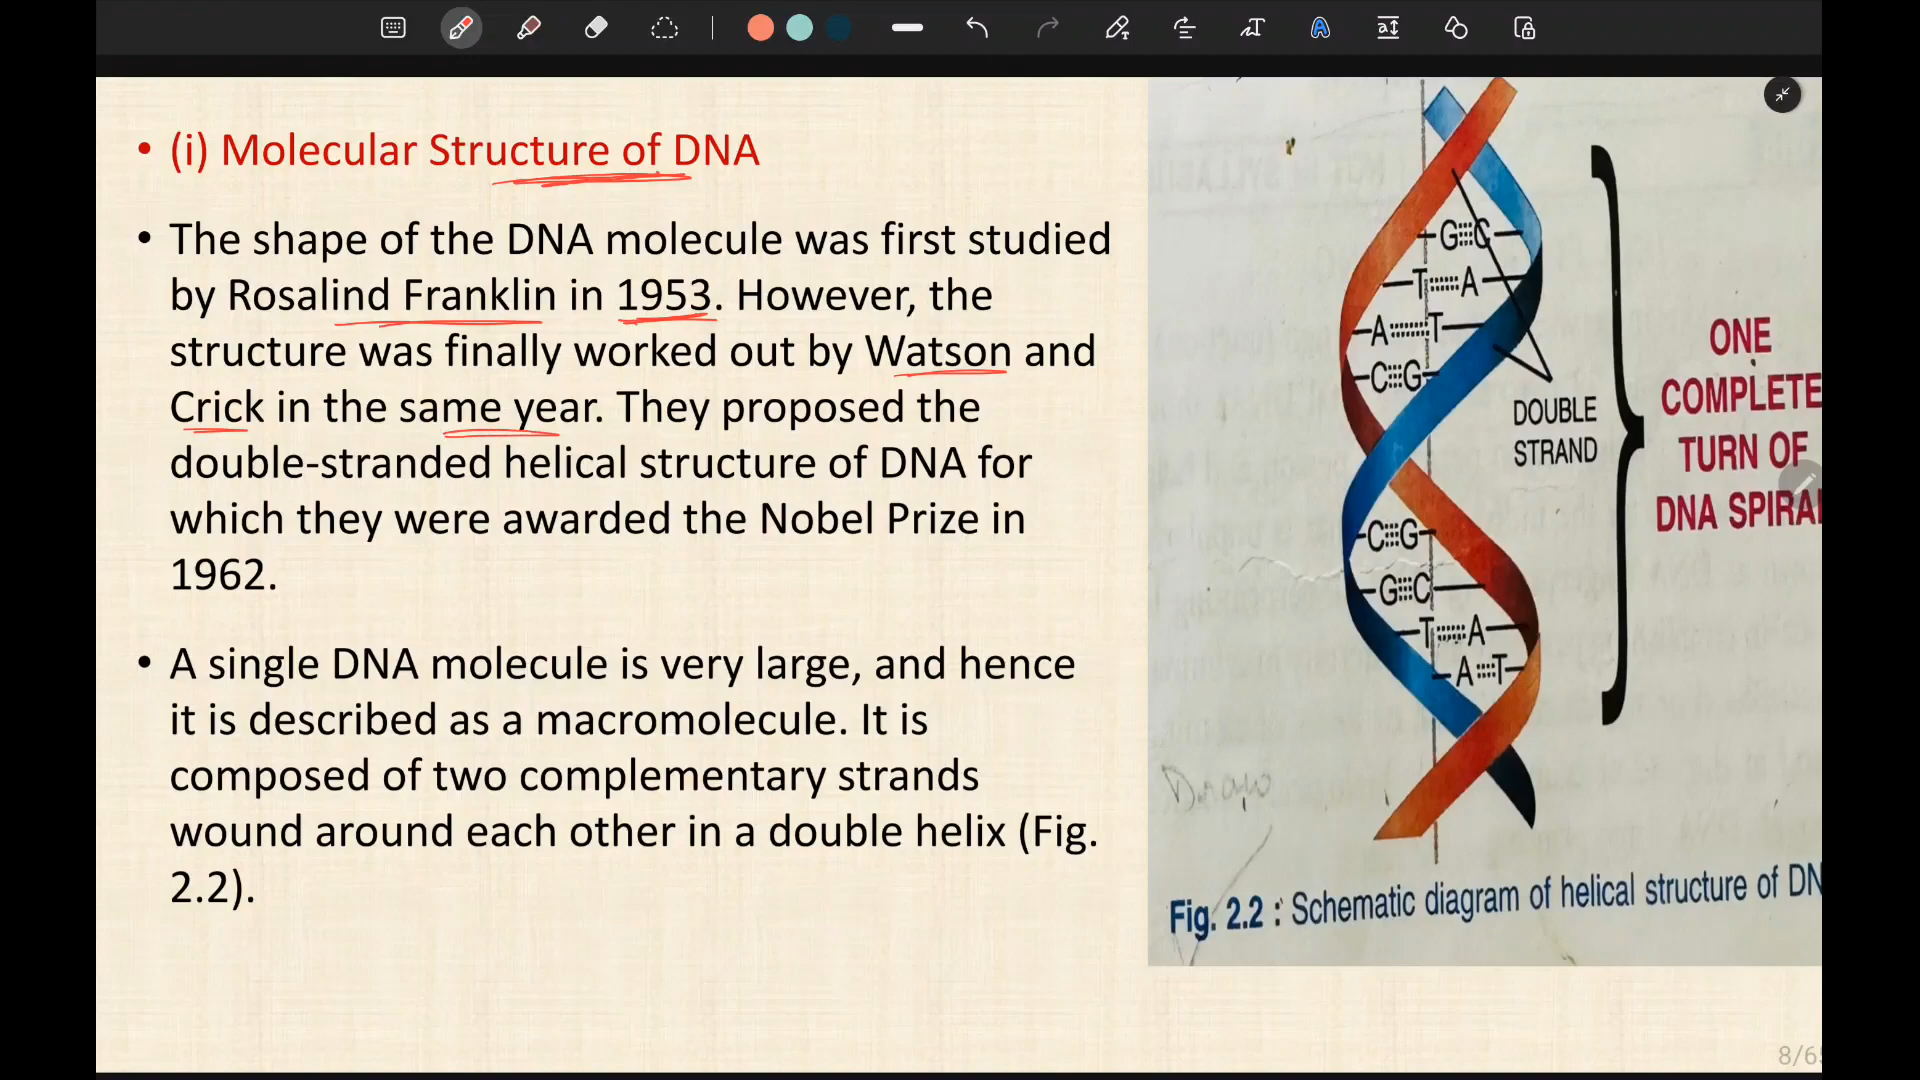 • (i) Molecular Structure of DNA
• The shape of the DNA molecule was first studied
by Rosalind Franklin in 1953. However, the
structure was finally worked out by Watson and
Crick in the same year. They proposed the
double-stranded helical structure of DNA for
which they were awarded the Nobel Prize in
1962.
• A single DNA molecule is very large, and hence
it is described as a macromolecule. It is
composed of two complementary strands
wound around each other in a double helix (Fig.
2.2).
G C
T A
A T
C G
DOUBLE
STRAND
ONE
COMPLETE
TURN OF
DNA SPIRAL
C G
G C
T A
A T
Fig. 2.2 : Schematic diagram of helical structure of DN
8/6